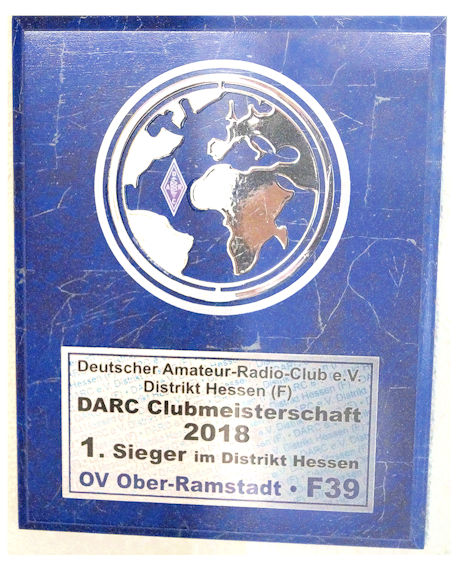 Deutscher Amateur-Radio-Club e.V.
Distrikt Hessen (F)
DARC Clubmeisterschaft
2018
1. Sieger im Distrikt Hessen
OV Ober-Ramstadt • F39